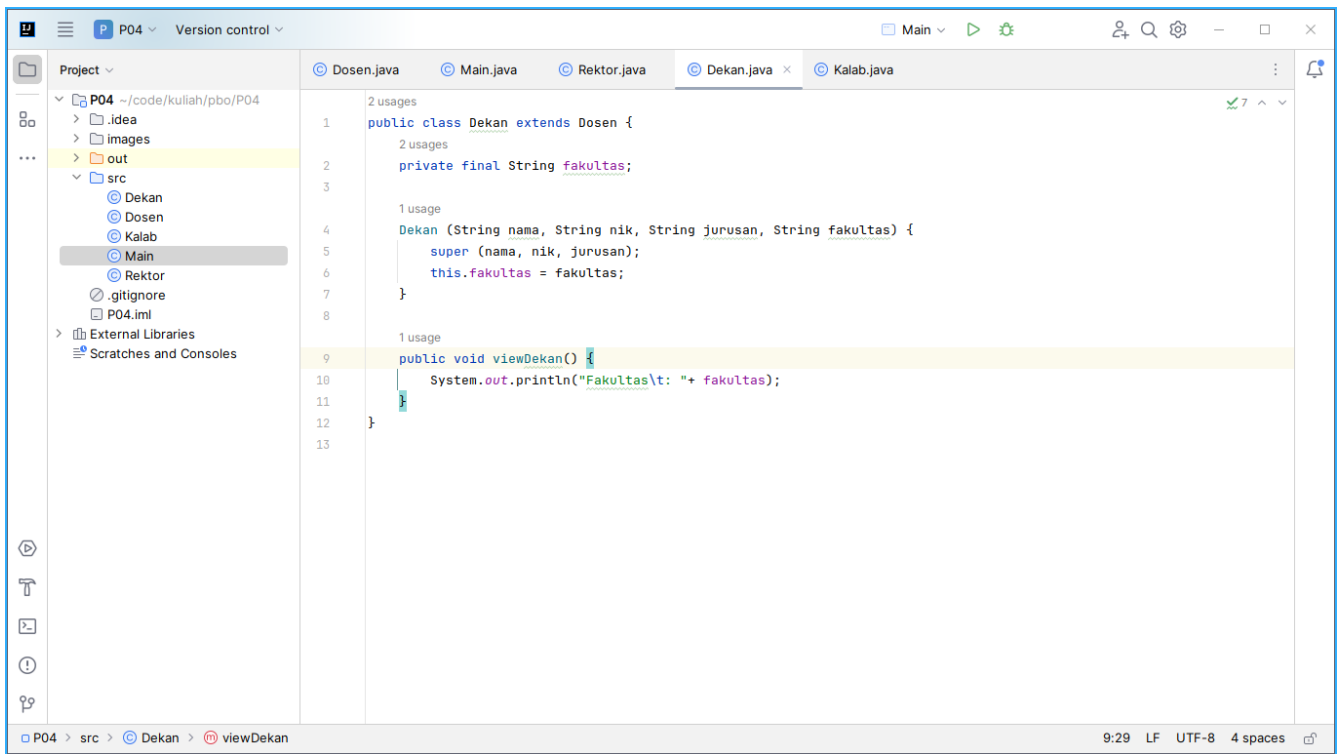 P P04 Version control Main
Project
Dosen.java Main.java Rektor.java Dekan.java Kalab.java
P04 ~/code/kuliah/pbo/P04
.idea
images
out
src
Dekan
Dosen
Kalab
Main
Rektor
.gitignore
P04.iml
External Libraries
Scratches and Consoles
7
2 usages
1 public class Dekan extends Dosen {
2 usages
2 private final String fakultas;
3
1 usage
4 Dekan (String nama, String nik, String jurusan, String fakultas) {
5 super (nama, nik, jurusan);
6 this.fakultas = fakultas;
7 }
8
1 usage
9 public void viewDekan() {
10 System.out.println("Fakultas\t: "+ fakultas);
11 }
12 }
13
P04 > src > C Dekan > m viewDekan
9:29 LF UTF-8 4 spaces